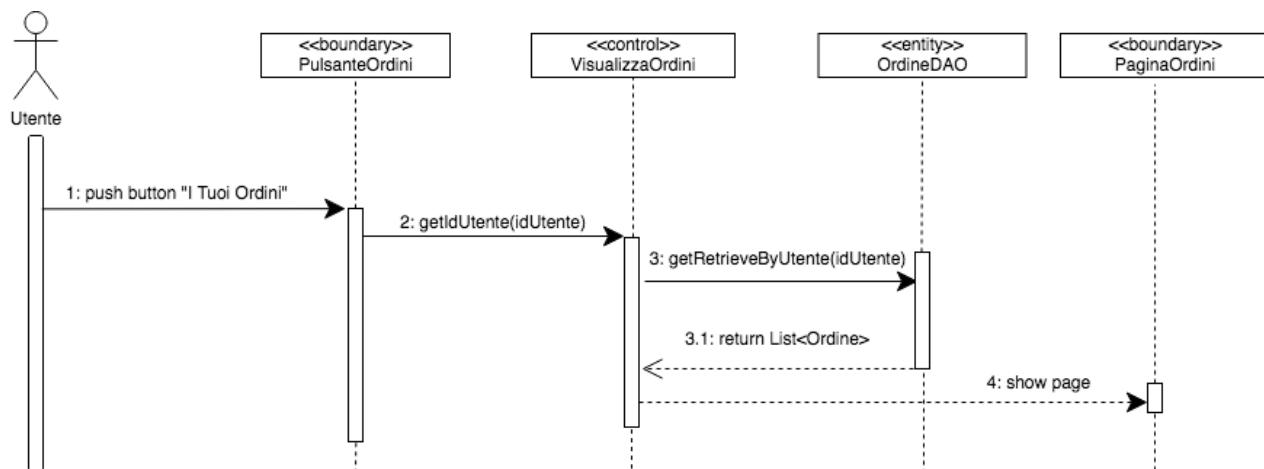 <<boundary>>
PulsanteOrdini
<<control>>
VisualizzaOrdini
<<entity>>
OrdineDAO
<<boundary>>
PaginaOrdini
Utente
1: push button "I Tuoi Ordini"
2: getIdUtente(idUtente)
3: getRetrieveByUtente(idUtente)
3.1: return List<Ordine>
4: show page